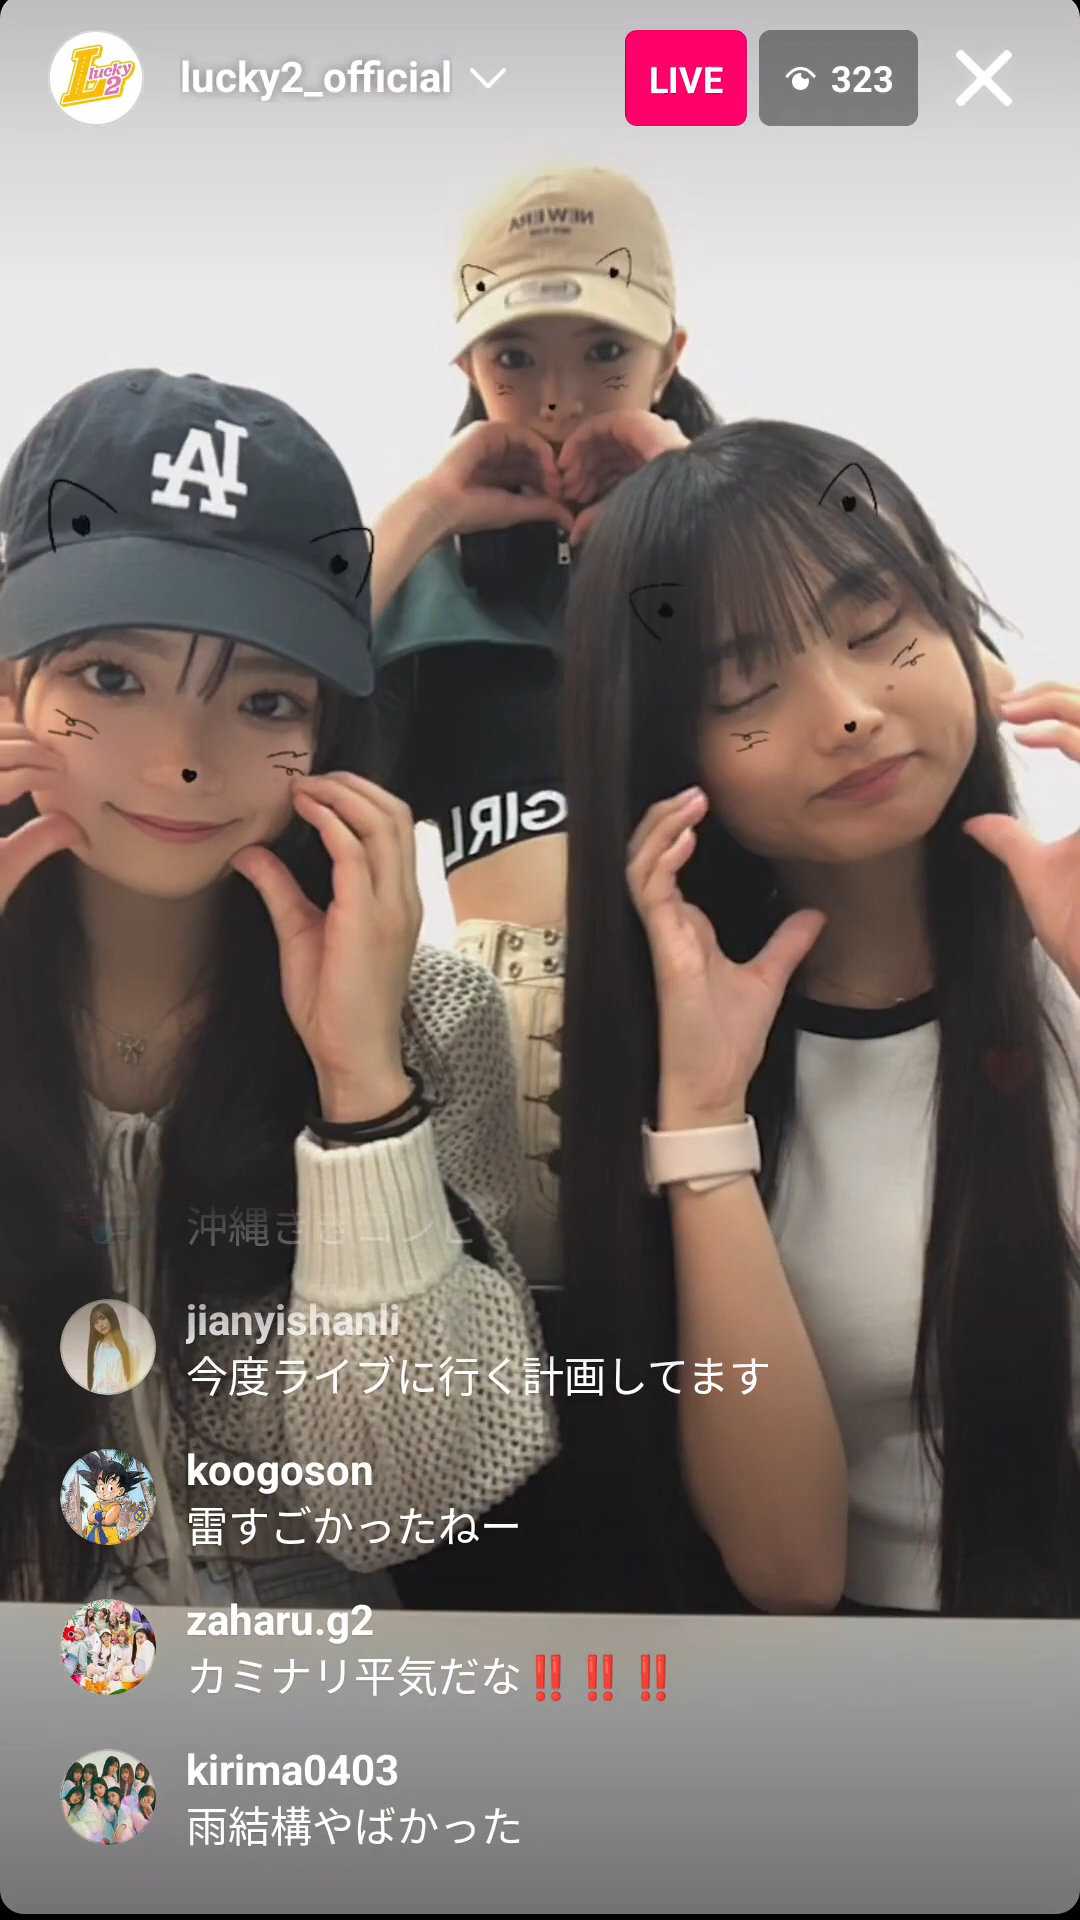 Lucky2
lucky2_official
LIVE
323
NEW ERA
LA
GIRL
jianyishanli
今度ライブに行く計画してます
koogoson
雷すごかったねー
zaharu.g2
カミナリ平気だな‼️‼️‼️
kirima0403
雨結構やばかった